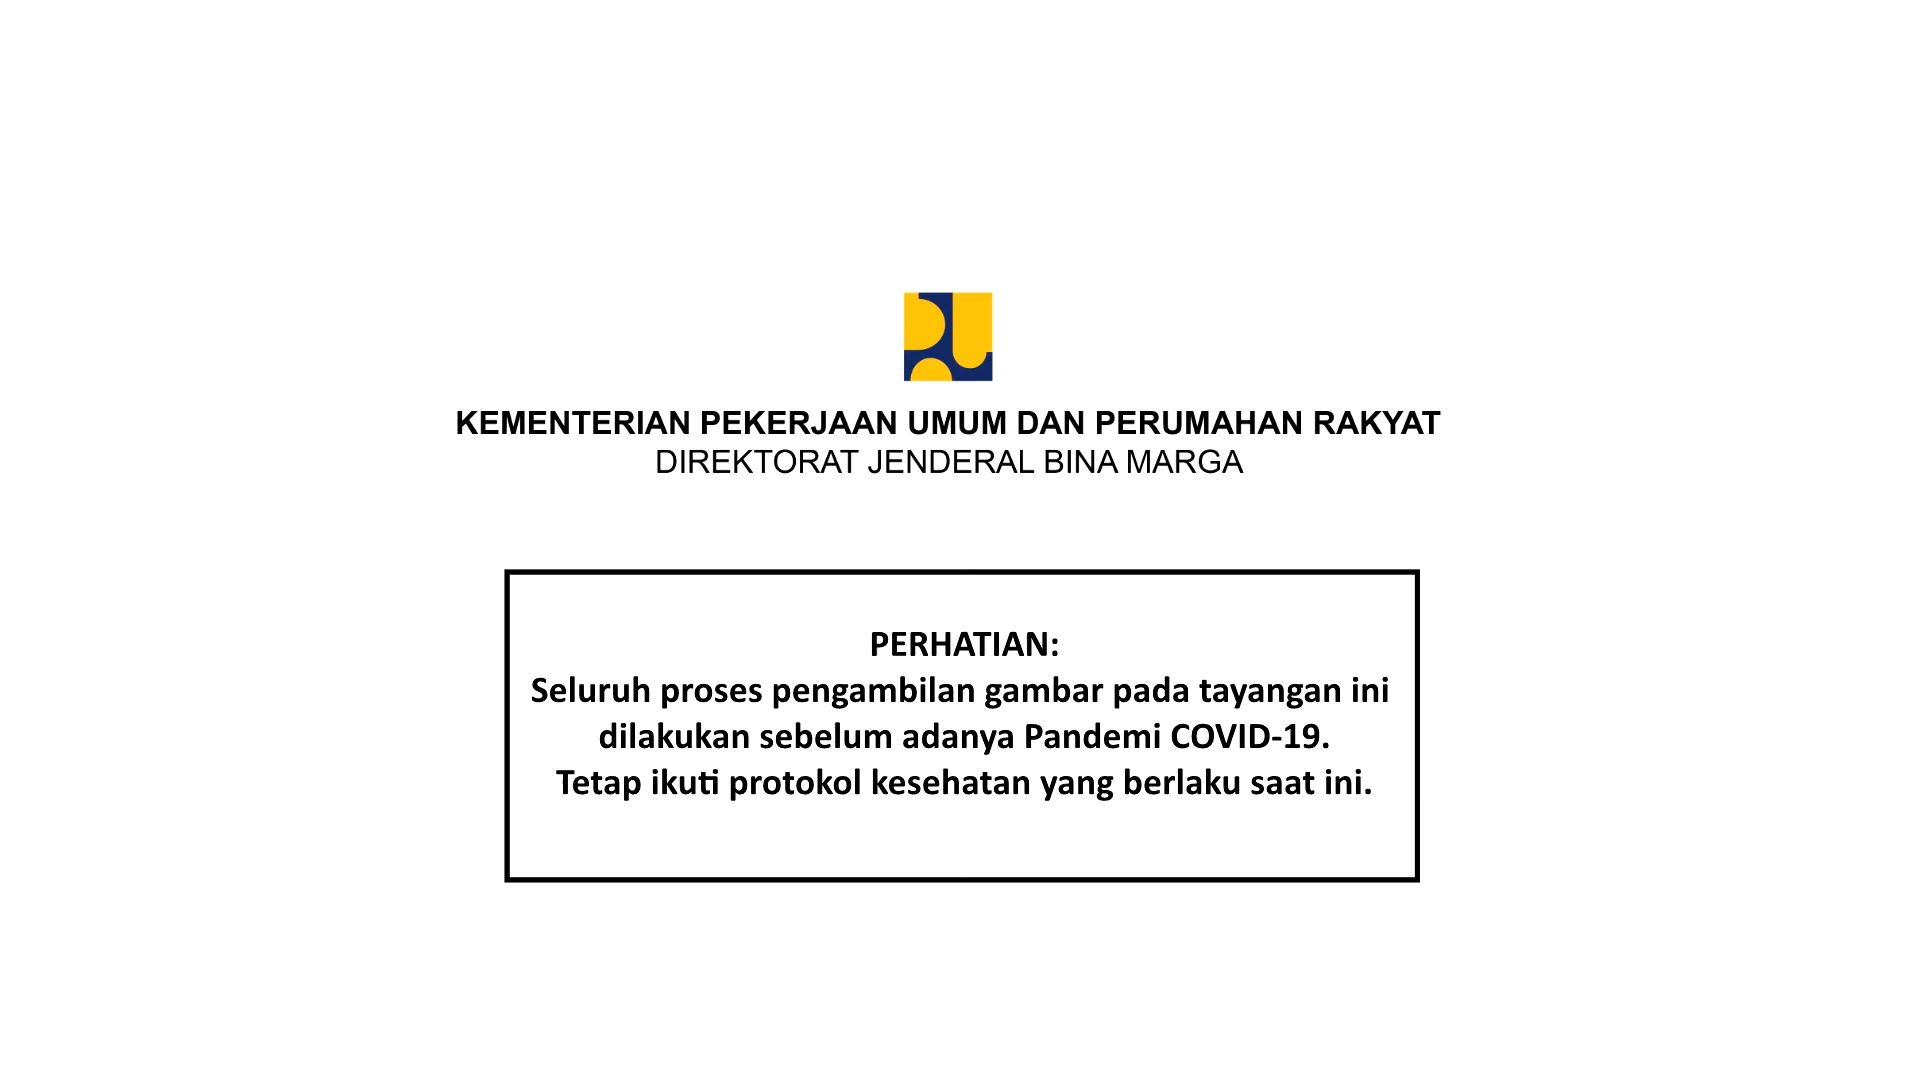 KEMENTERIAN PEKERJAAN UMUM DAN PERUMAHAN RAKYAT
DIREKTORAT JENDERAL BINA MARGA
PERHATIAN:
Seluruh proses pengambilan gambar pada tayangan ini
dilakukan sebelum adanya Pandemi COVID-19.
Tetap ikuti protokol kesehatan yang berlaku saat ini.